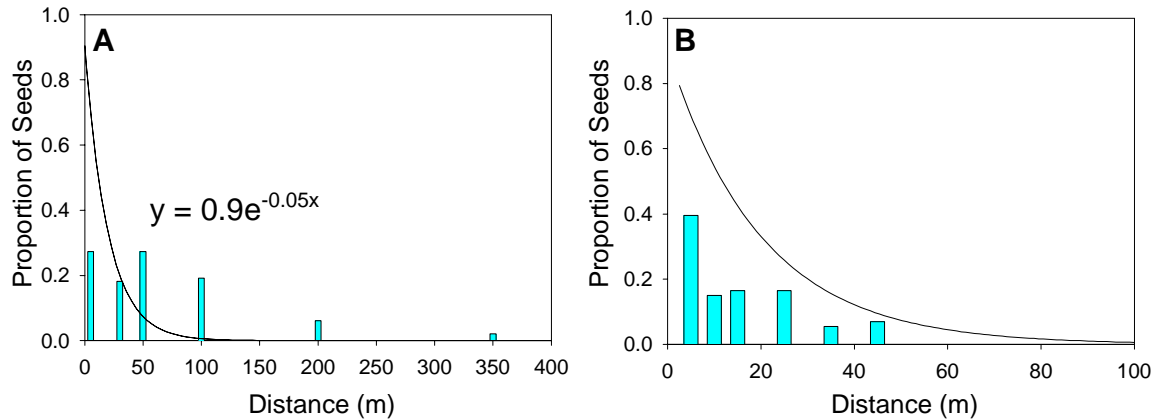 A
Proportion of Seeds
1.0
0.8
0.6
0.4
0.2
0.0
y = 0.9e^-0.05x
0 50 100 150 200 250 300 350 400
Distance (m)
B
Proportion of Seeds
1.0
0.8
0.6
0.4
0.2
0.0
0 20 40 60 80 100
Distance (m)